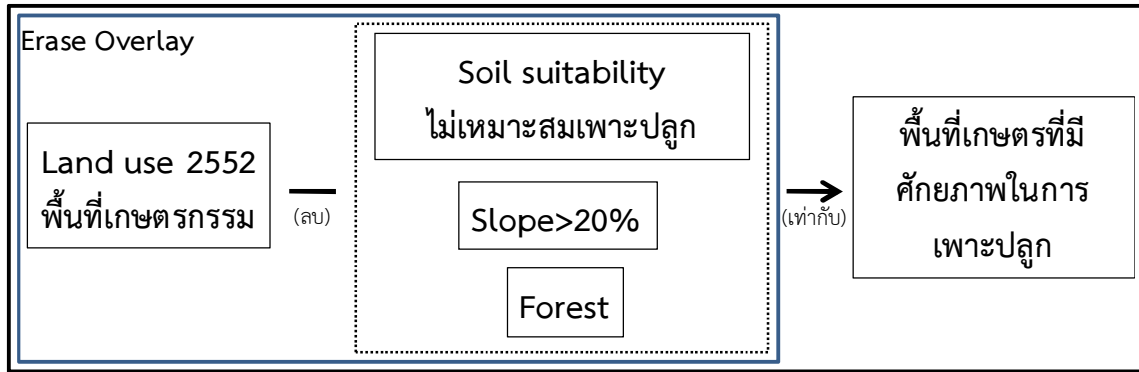 Erase Overlay
Land use 2552
พื้นที่เกษตรกรรม
(ลบ)
Soil suitability
ไม่เหมาะสมเพาะปลูก
Slope>20%
Forest
(เท่ากับ)
พื้นที่เกษตรที่มี
ศักยภาพในการ
เพาะปลูก